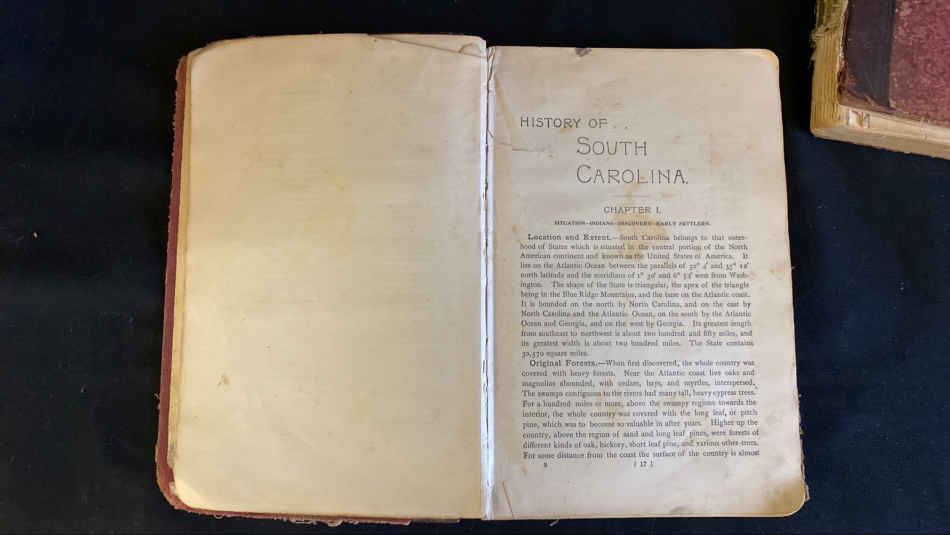 HISTORY OF . .
SOUTH
CAROLINA.
CHAPTER I.
SITUATION—INDIANS—DISCOVERY—EARLY SETTLERS.
Location and Extent.—South Carolina belongs to that sister-
hood of States which is situated in the central portion of the North
American continent and known as the United States of America. It
lies on the Atlantic Ocean between the parallels of 32° 4′ and 35° 12′
north latitude and the meridians of 1° 30′ and 6° 53′ west from Wash-
ington. The shape of the State is triangular, the apex of the triangle
being in the Blue Ridge Mountains, and the base on the Atlantic coast.
It is bounded on the north by North Carolina, and on the east by
North Carolina and the Atlantic Ocean, on the south by the Atlantic
Ocean and Georgia, and on the west by Georgia. Its greatest length
from southeast to northwest is about two hundred and fifty miles, and
its greatest width is about two hundred miles. The State contains
30,570 square miles.
Original Forests.—When first discovered, the whole country was
covered with heavy forests. Near the Atlantic coast live oaks and
magnolias abounded, with cedars, bays, and myrtles, interspersed.
The swamps contiguous to the rivers had many tall, heavy cypress trees.
For a hundred miles or more, above the swampy regions towards the
interior, the whole country was covered with the long leaf, or pitch
pine, which was to become so valuable in after years. Higher up the
country, above the region of sand and long leaf pines, were forests of
different kinds of oak, hickory, short leaf pine, and various other trees.
For some distance from the coast the surface of the country is almost
2 ( 17 )